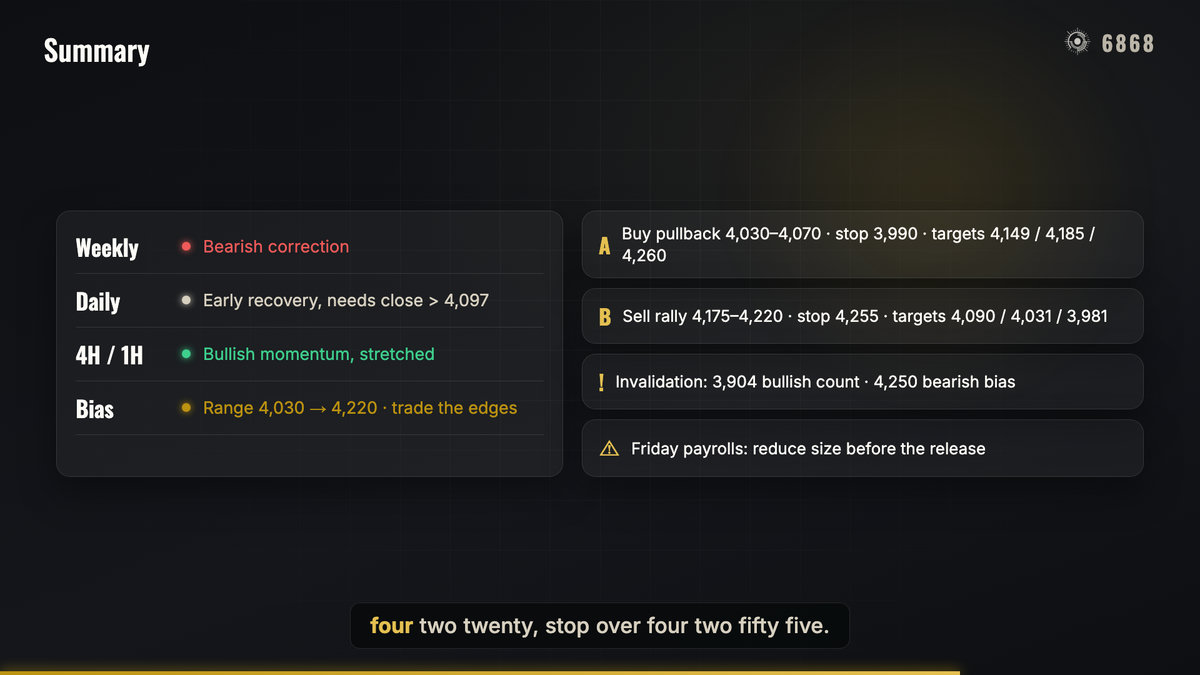 Summary
6868
Weekly
Bearish correction
Daily
Early recovery, needs close > 4,097
4H / 1H
Bullish momentum, stretched
Bias
Range 4,030 → 4,220 · trade the edges
A
Buy pullback 4,030–4,070 · stop 3,990 · targets 4,149 / 4,185 /
4,260
B
Sell rally 4,175–4,220 · stop 4,255 · targets 4,090 / 4,031 / 3,981
! Invalidation: 3,904 bullish count · 4,250 bearish bias
⚠ Friday payrolls: reduce size before the release
four two twenty, stop over four two fifty five.